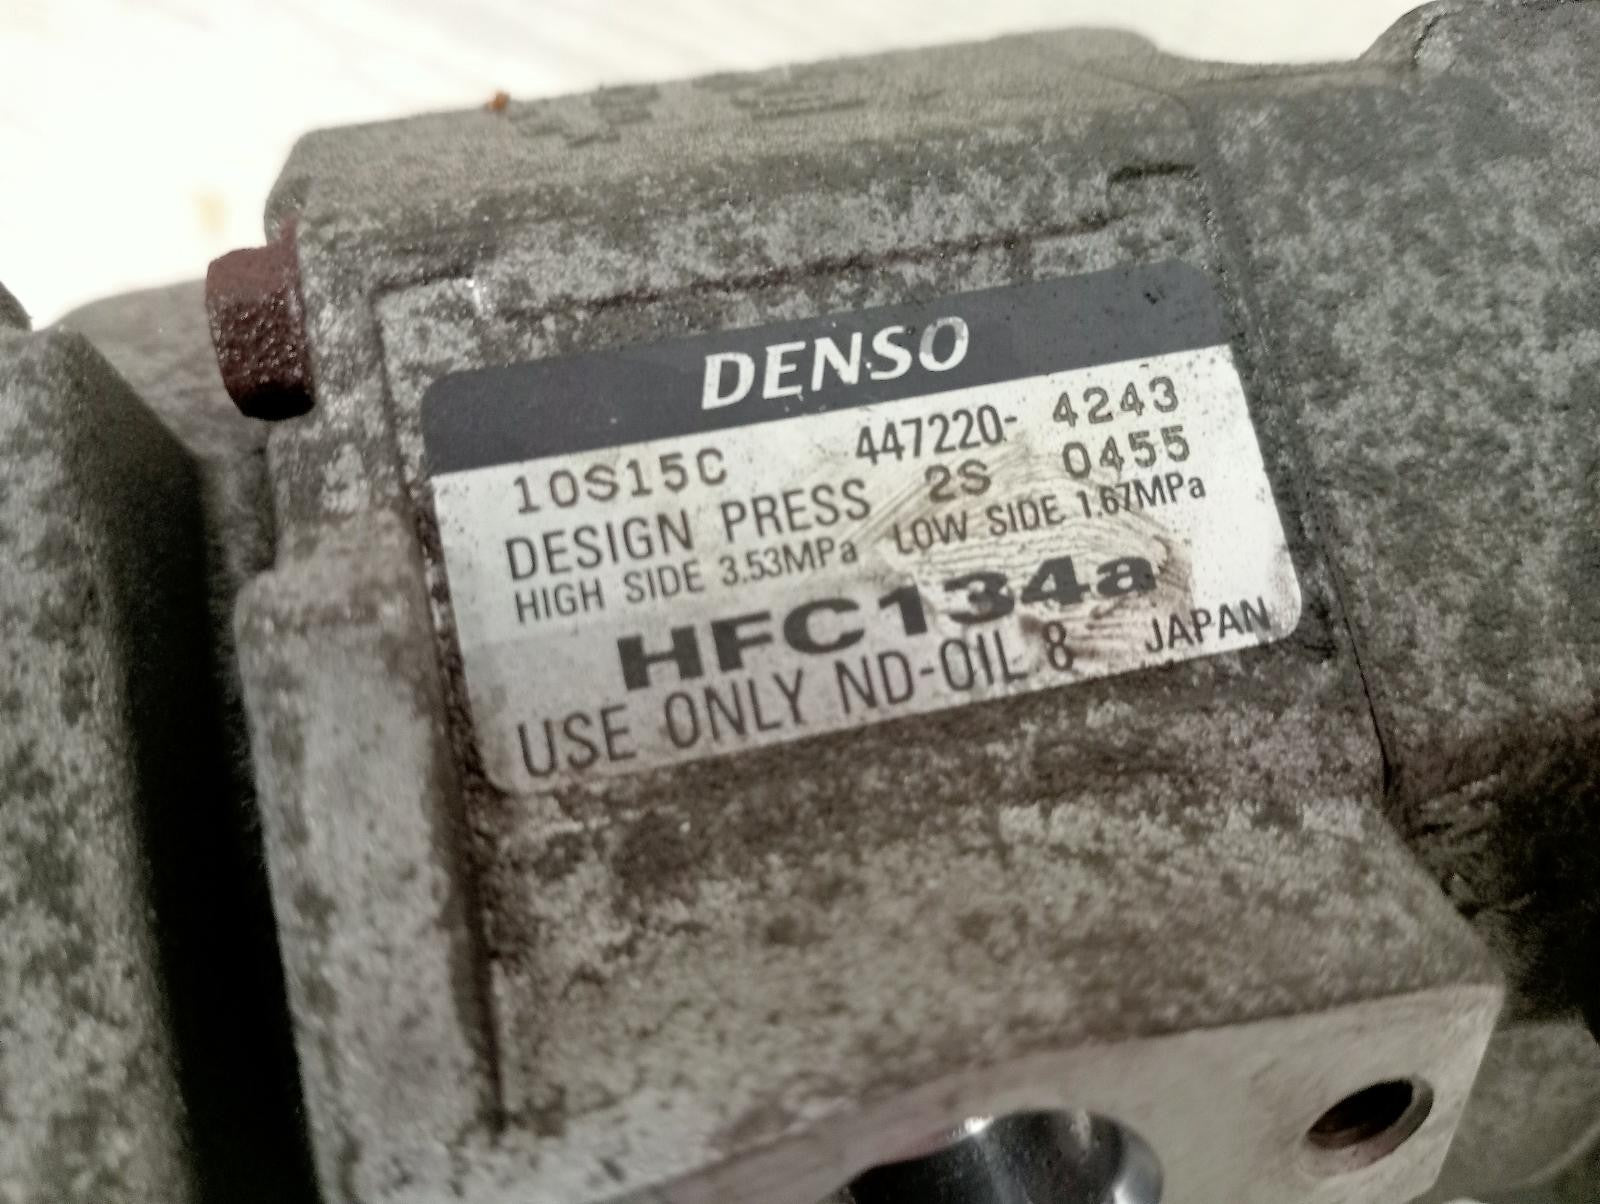 DENSO
10S15C 447220- 4243
DESIGN PRESS 2S 0455
HIGH SIDE 3.53MPa LOW SIDE 1.67MPa
HFC134a
USE ONLY ND-OIL 8 JAPAN